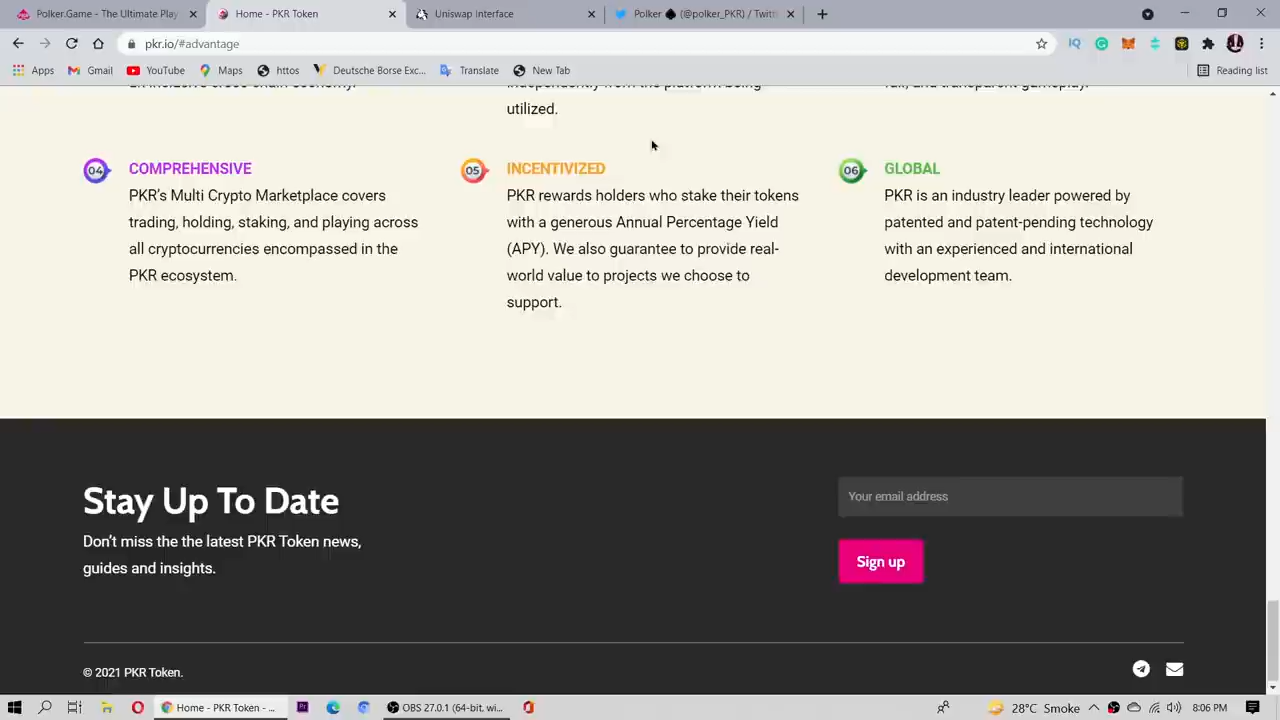 Polker.Game - The Ultimate Play
Home - PKR Token
Uniswap Interface
Polker ♠ (@polker_PKR) / Twitt
pkr.io/#advantage
Apps
Gmail
YouTube
Maps
httos
Deutsche Borse Exc...
Translate
New Tab
Reading list
independently from the platform being
utilized.
04
COMPREHENSIVE
PKR's Multi Crypto Marketplace covers
trading, holding, staking, and playing across
all cryptocurrencies encompassed in the
PKR ecosystem.
05
INCENTIVIZED
PKR rewards holders who stake their tokens
with a generous Annual Percentage Yield
(APY). We also guarantee to provide real-
world value to projects we choose to
support.
06
GLOBAL
PKR is an industry leader powered by
patented and patent-pending technology
with an experienced and international
development team.
Stay Up To Date
Don't miss the the latest PKR Token news,
guides and insights.
Your email address
Sign up
© 2021 PKR Token.
Home - PKR Token - ...
OBS 27.0.1 (64-bit, wi...
28°C Smoke
8:06 PM